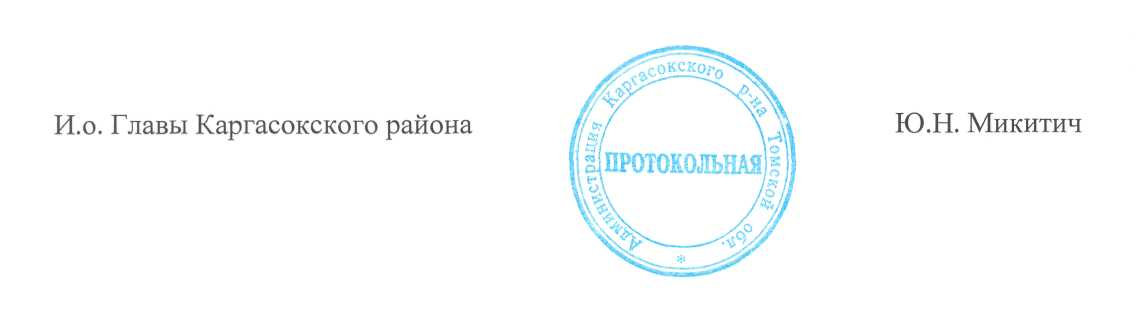 И.о. Главы Каргасокского района
Администрация Каргасокского р-на Томской обл. *
ПРОТОКОЛЬНАЯ
Ю.Н. Микитич